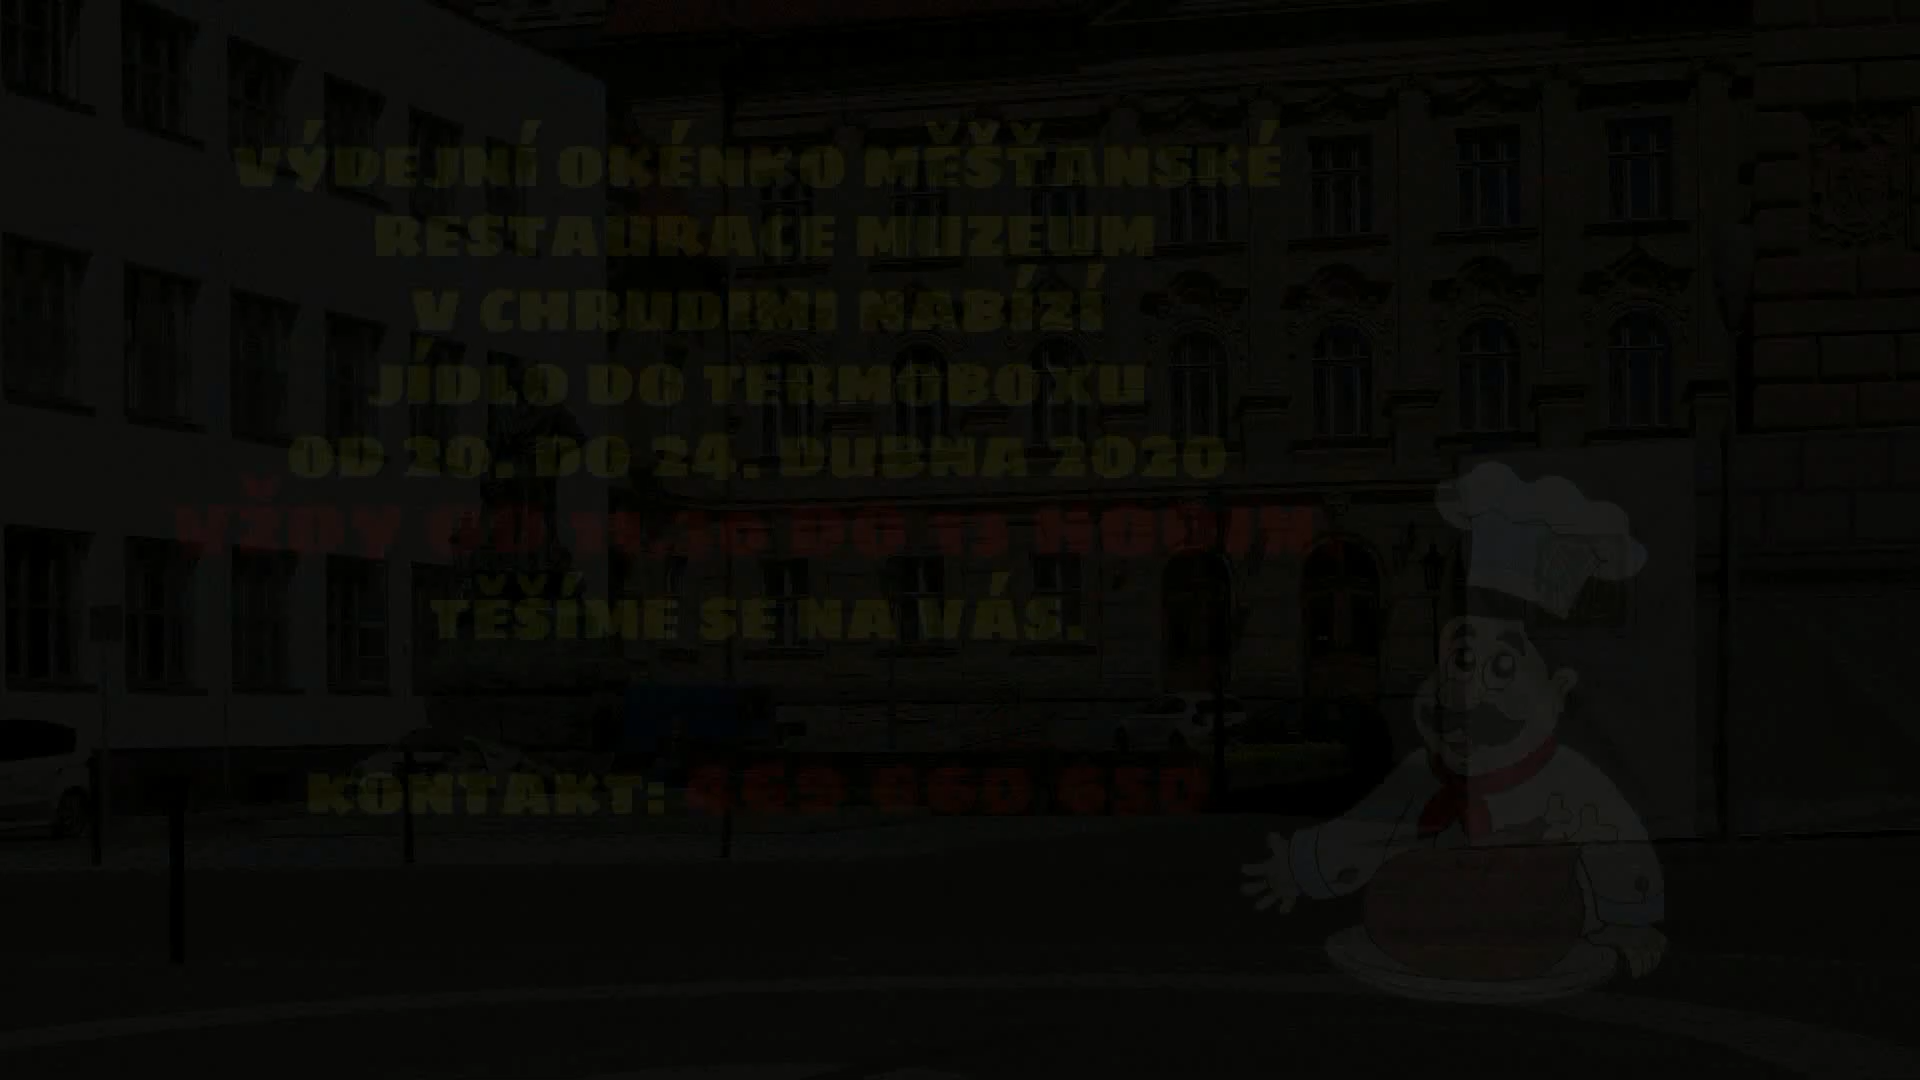 VÝDEJNÍ OKÉNKO MĚŠŤANSKÉ
RESTAURACE MUZEUM
V CHRUDIMI NABÍZÍ
JÍDLO DO TERMOBOXU
OD 20. DO 24. DUBNA 2020
VŽDY OD 11.30 DO 13 HODIN.
TĚŠÍME SE NA VÁS.
KONTAKT: 469 660 650